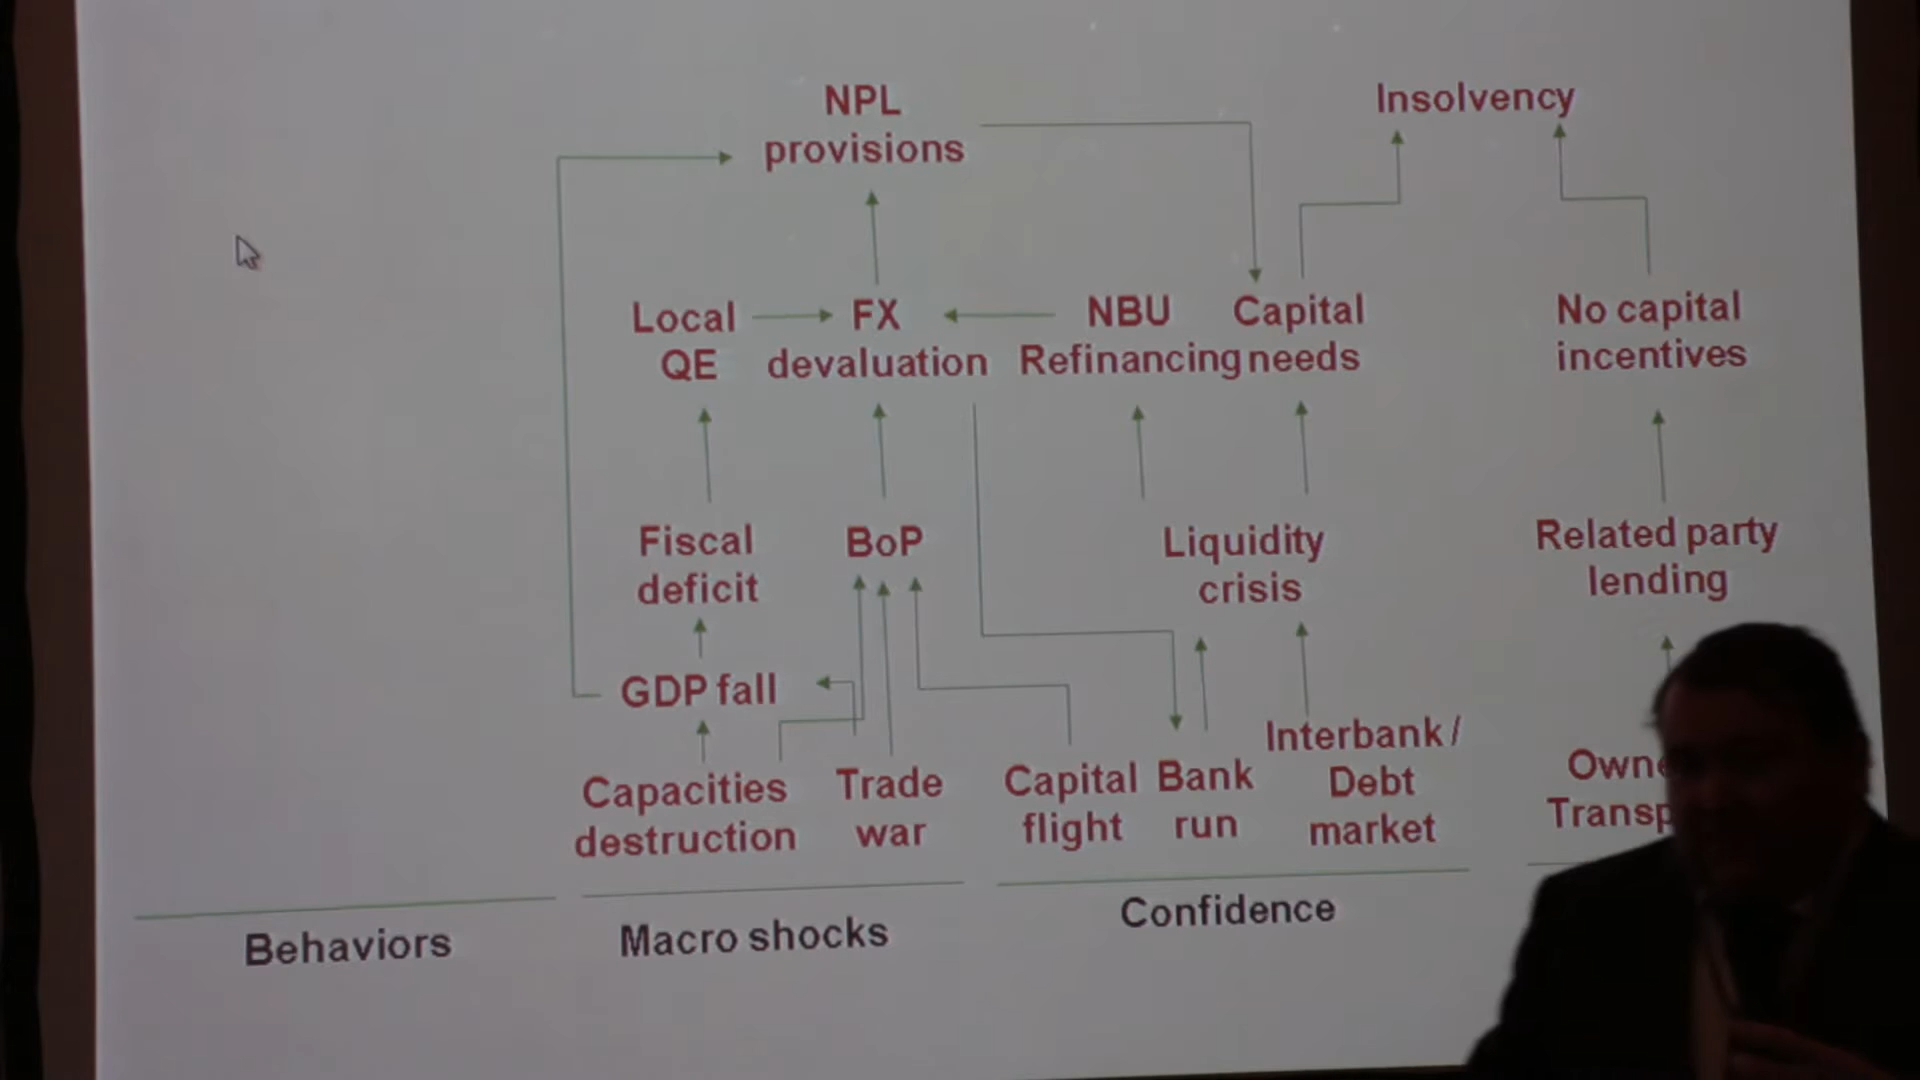 NPL
provisions
Insolvency
Local
QE
FX
devaluation
NBU
Refinancing
Capital
needs
No capital
incentives
Fiscal
deficit
BoP
Liquidity
crisis
Related party
lending
GDP fall
Capacities
destruction
Trade
war
Capital
flight
Bank
run
Interbank /
Debt
market
Behaviors
Macro shocks
Confidence